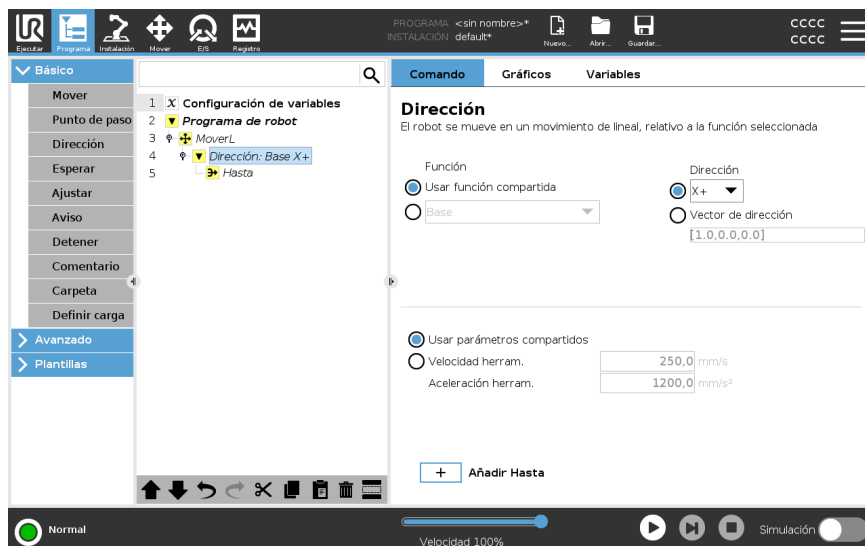 PROGRAMA <sin nombre>*
INSTALACIÓN default*
CCCC
CCCC
UR
Ejecutar
Programa
Instalación
Mover
E/S
Registro
Nuevo...
Abrir...
Guardar...
Básico
Mover
Punto de paso
Dirección
Esperar
Ajustar
Aviso
Detener
Comentario
Carpeta
Definir carga
Avanzado
Plantillas
1 X Configuración de variables
2 Programa de robot
3 MoverL
4 Dirección: Base X+
5 Hasta
Comando Gráficos Variables
Dirección
El robot se mueve en un movimiento de lineal, relativo a la función seleccionada
Función
Usar función compartida
Base
Dirección
X+
Vector de dirección
[1.0,0.0,0.0]
Usar parámetros compartidos
Velocidad herram. 250,0 mm/s
Aceleración herram. 1200,0 mm/s²
+ Añadir Hasta
Normal
Velocidad 100%
Simulación